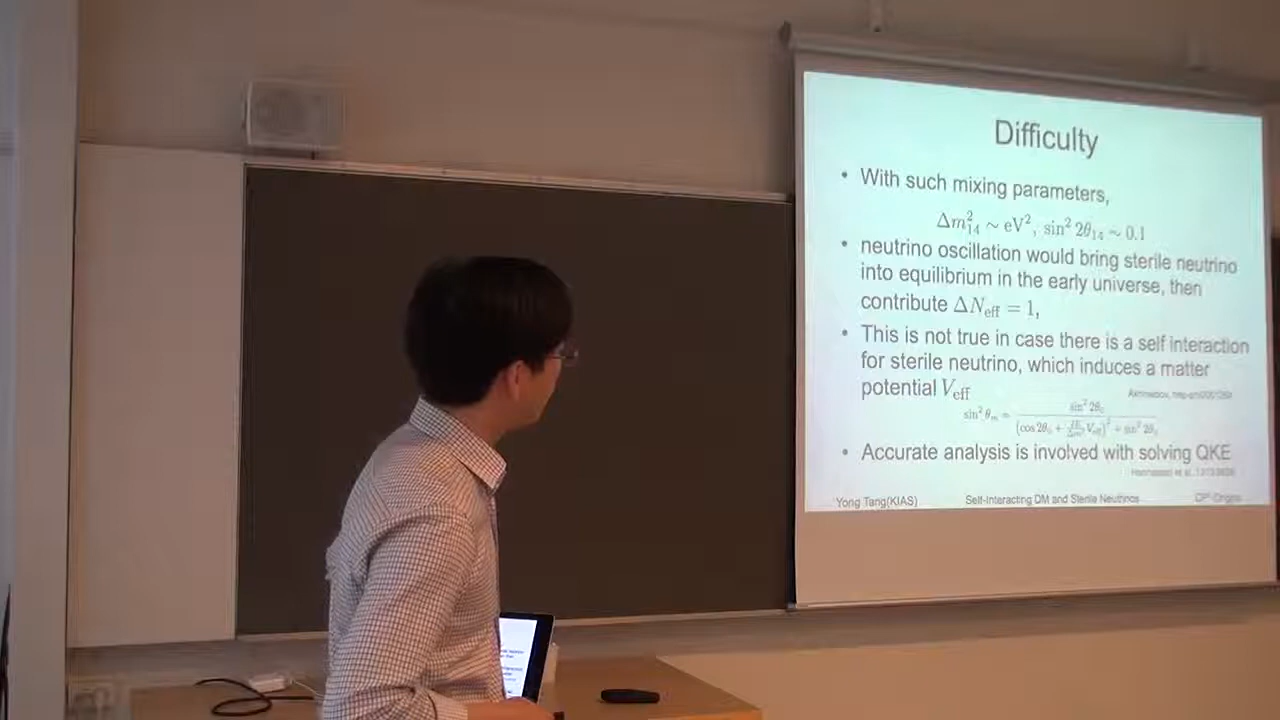 Difficulty
• With such mixing parameters,
Δm²₁₄ ∼ eV², sin² 2θ₁₄ ∼ 0.1
• neutrino oscillation would bring sterile neutrino
into equilibrium in the early universe, then
contribute ΔN_eff = 1,
• This is not true in case there is a self interaction
for sterile neutrino, which induces a matter
potential V_eff
sin² θₘ =
• Accurate analysis is involved with solving QKE
Yong Tang(KIAS) Self-Interacting DM and Sterile Neutrinos